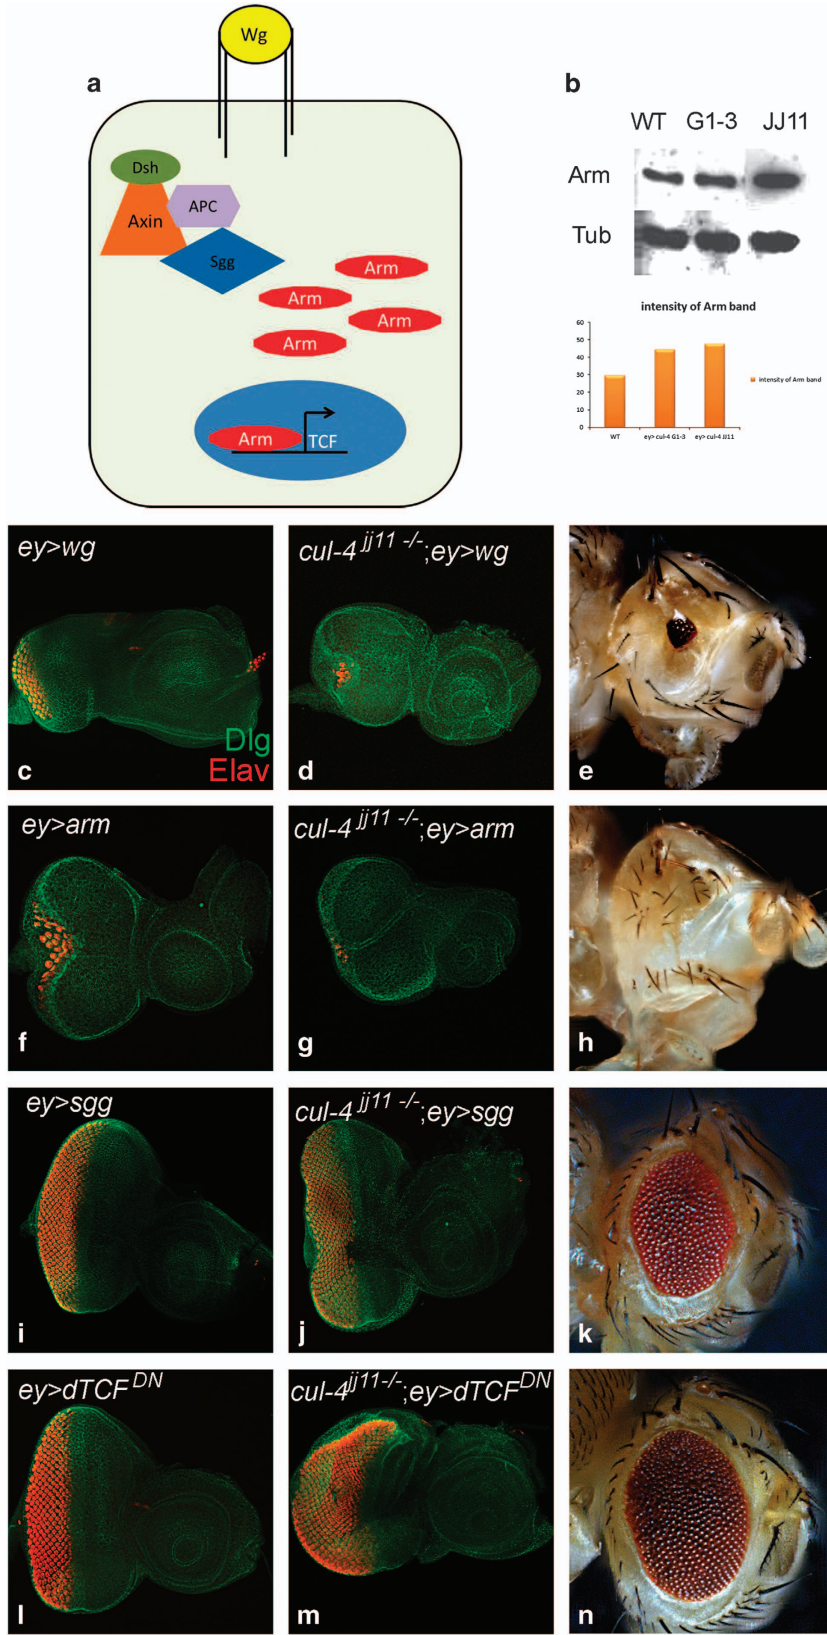 a
Wg
Dsh
Axin
APC
Sgg
Arm
Arm
Arm
Arm
Arm
TCF
b
WT G1-3 JJ11
Arm
Tub
intensity of Arm band
60
50
40
30
20
10
0
WT ey> cul-4 G1-3 ey> cul-4 JJ11
intensity of Arm band
ey>wg
Dlg
Elav
c
cul-4 jj11 -/-;ey>wg
d
e
ey>arm
f
cul-4 jj11 -/-;ey>arm
g
h
ey>sgg
i
cul-4 jj11 -/-;ey>sgg
j
k
ey>dTCF DN
l
cul-4 jj11-/-;ey>dTCF DN
m
n